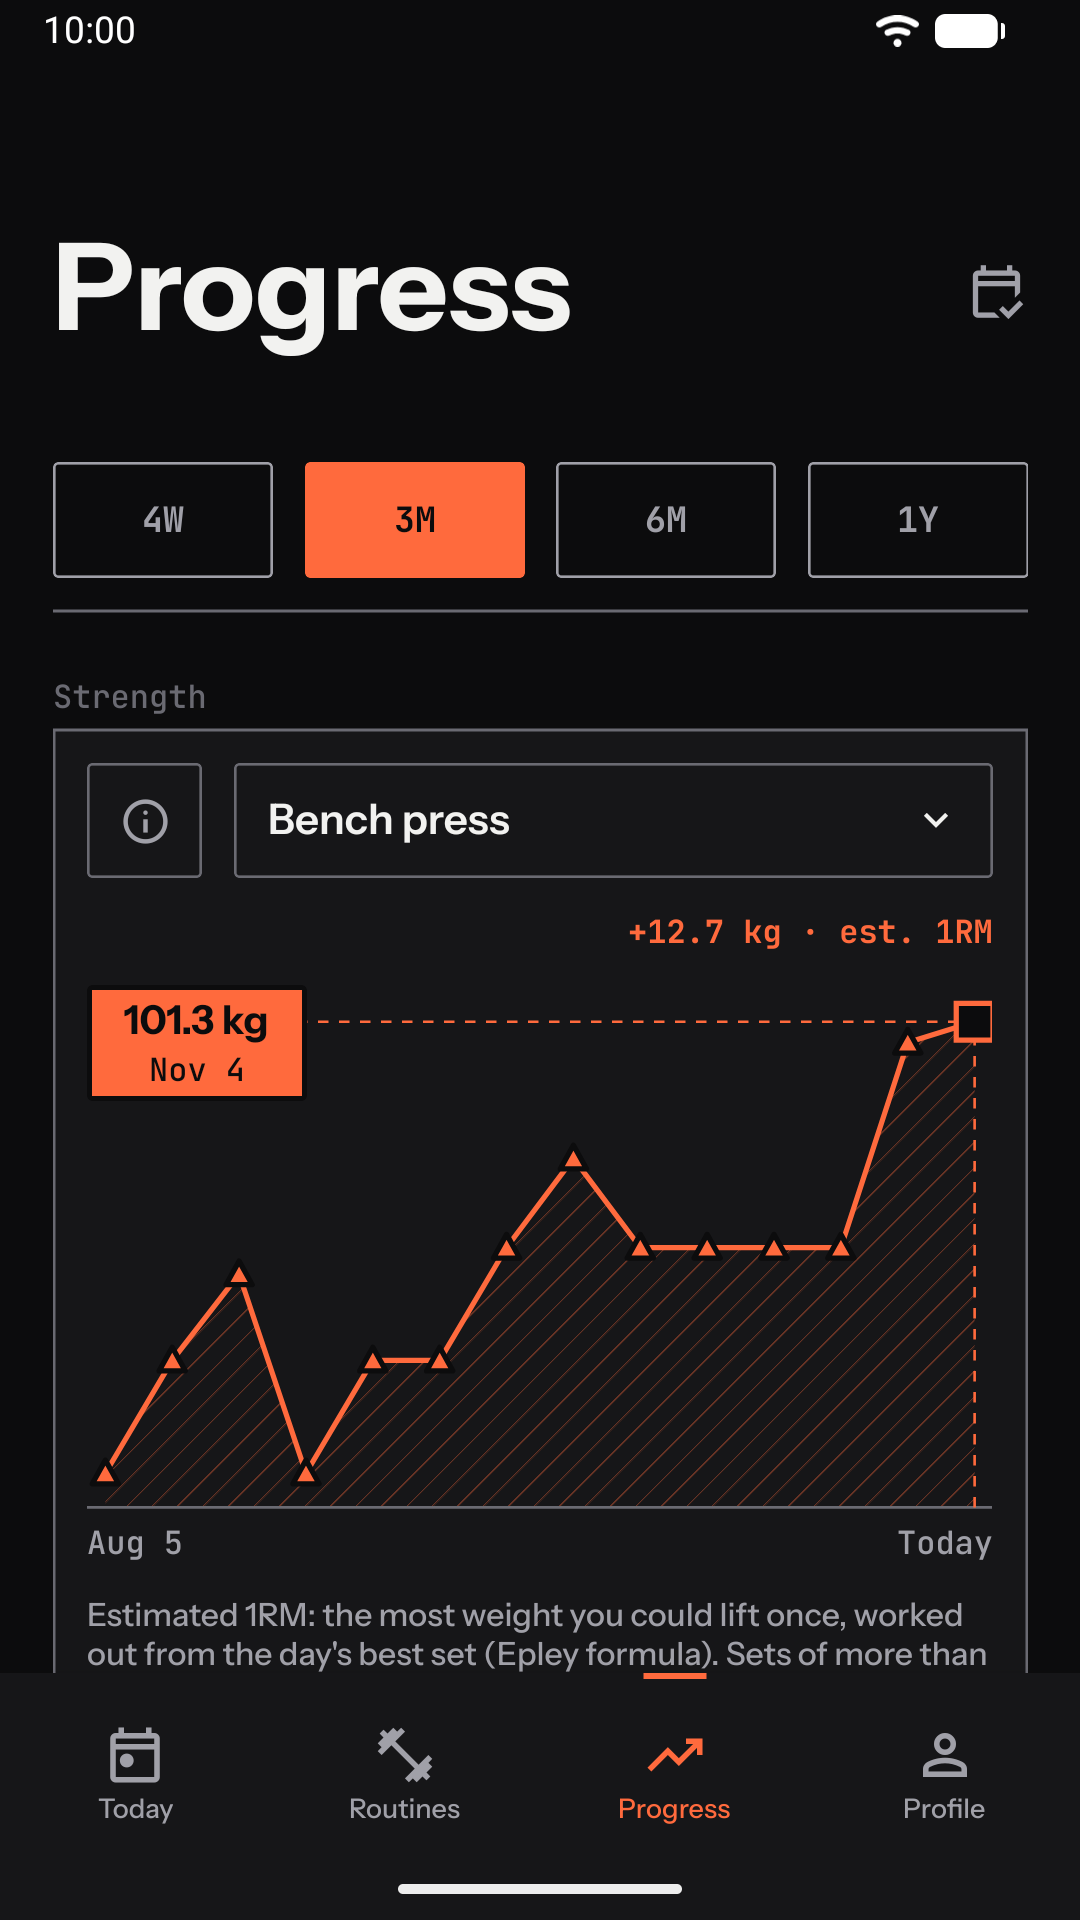 10:00
Progress
4W
3M
6M
1Y
Strength
Bench press
+12.7 kg · est. 1RM
101.3 kg
Nov 4
Aug 5
Today
Estimated 1RM: the most weight you could lift once, worked
out from the day's best set (Epley formula). Sets of more than
Today
Routines
Progress
Profile